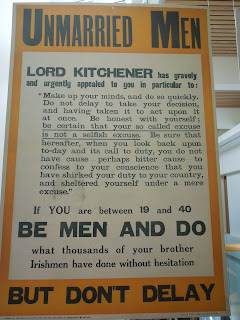 UNMARRIED MEN
LORD KITCHENER has gravely
and urgently appealed to you in particular to:
"Make up your minds, and do so quickly.
Do not delay to take your decision,
and having taken it to act upon it
at once. Be honest with yourself;
be certain that your so called excuse
is not a selfish excuse. Be sure that
hereafter, when you look back upon
to-day and its call to duty, you do not
have cause - perhaps bitter cause - to
confess to your conscience that you
have shirked your duty to your country,
and sheltered yourself under a mere
excuse."
If YOU are between 19 and 40
BE MEN AND DO
what thousands of your brother
Irishmen have done without hesitation
BUT DON'T DELAY